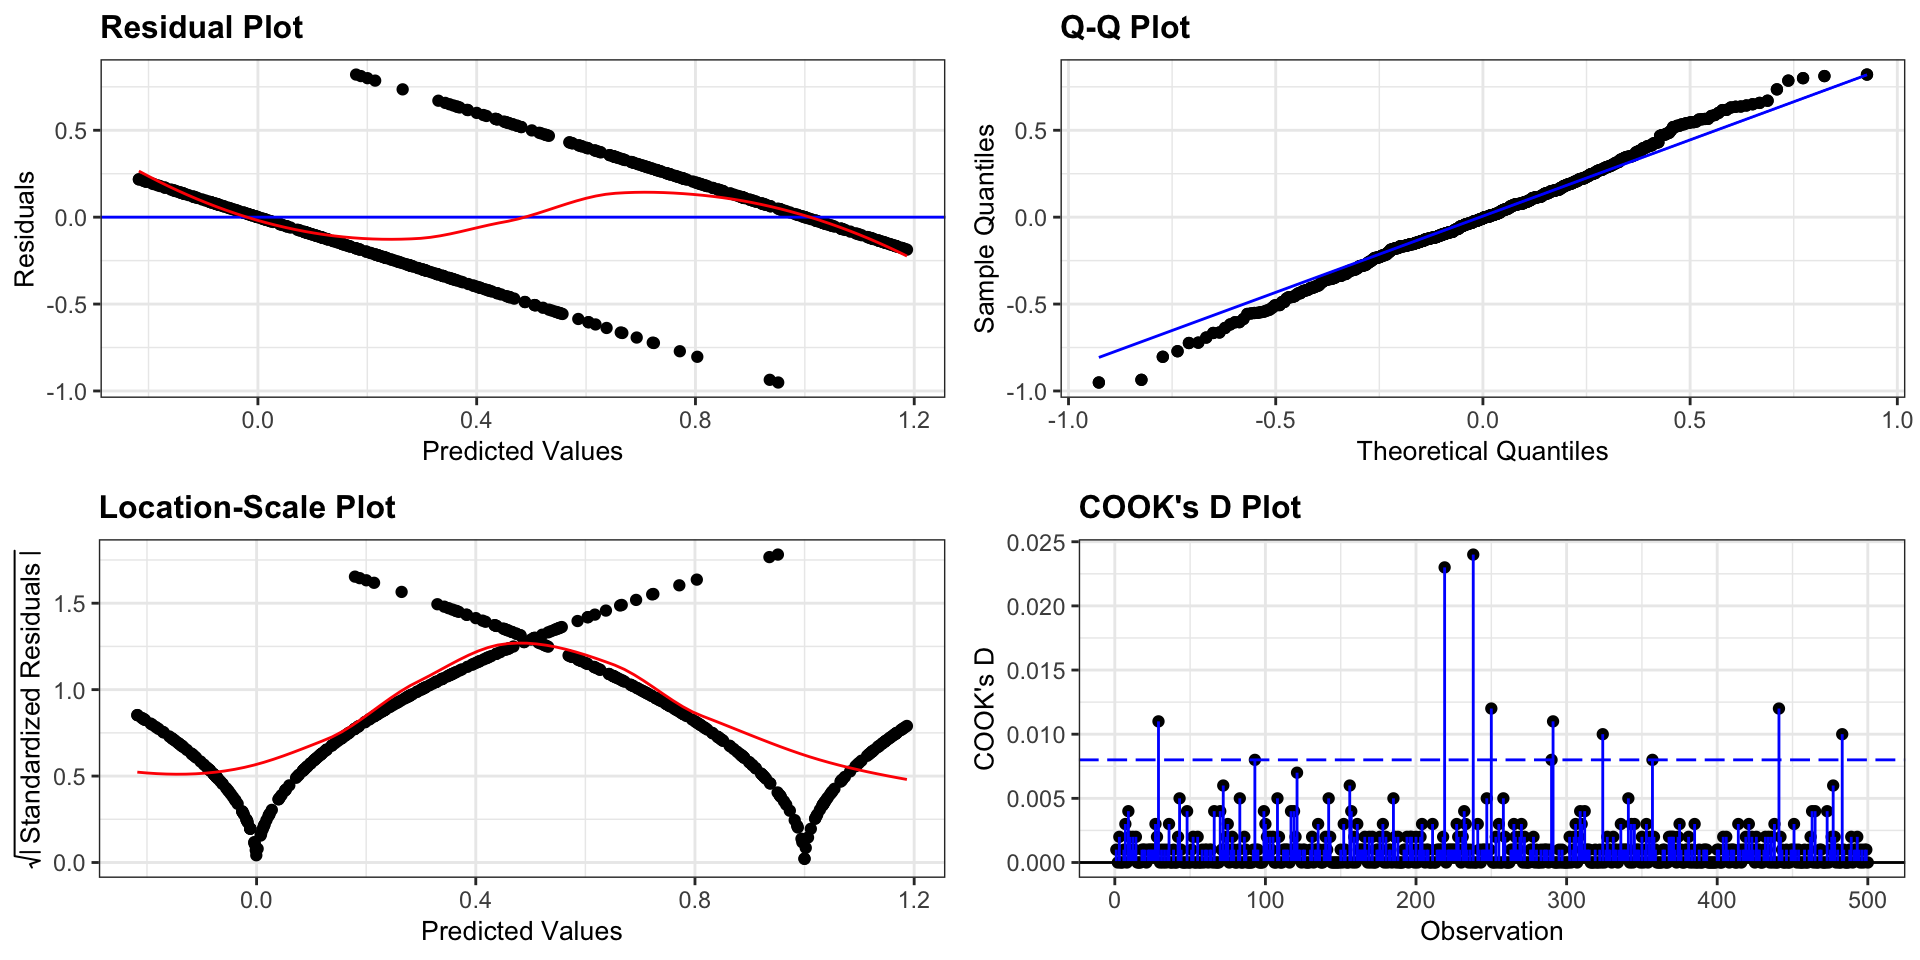 Residual Plot
0.5
0.0
-0.5
-1.0
Residuals
0.0 0.4 0.8 1.2
Predicted Values
Q-Q Plot
0.5
0.0
-0.5
-1.0
Sample Quantiles
-1.0 -0.5 0.0 0.5 1.0
Theoretical Quantiles
Location-Scale Plot
1.5
1.0
0.5
0.0
√| Standardized Residuals |
0.0 0.4 0.8 1.2
Predicted Values
COOK's D Plot
0.025
0.020
0.015
0.010
0.005
0.000
COOK's D
0 100 200 300 400 500
Observation